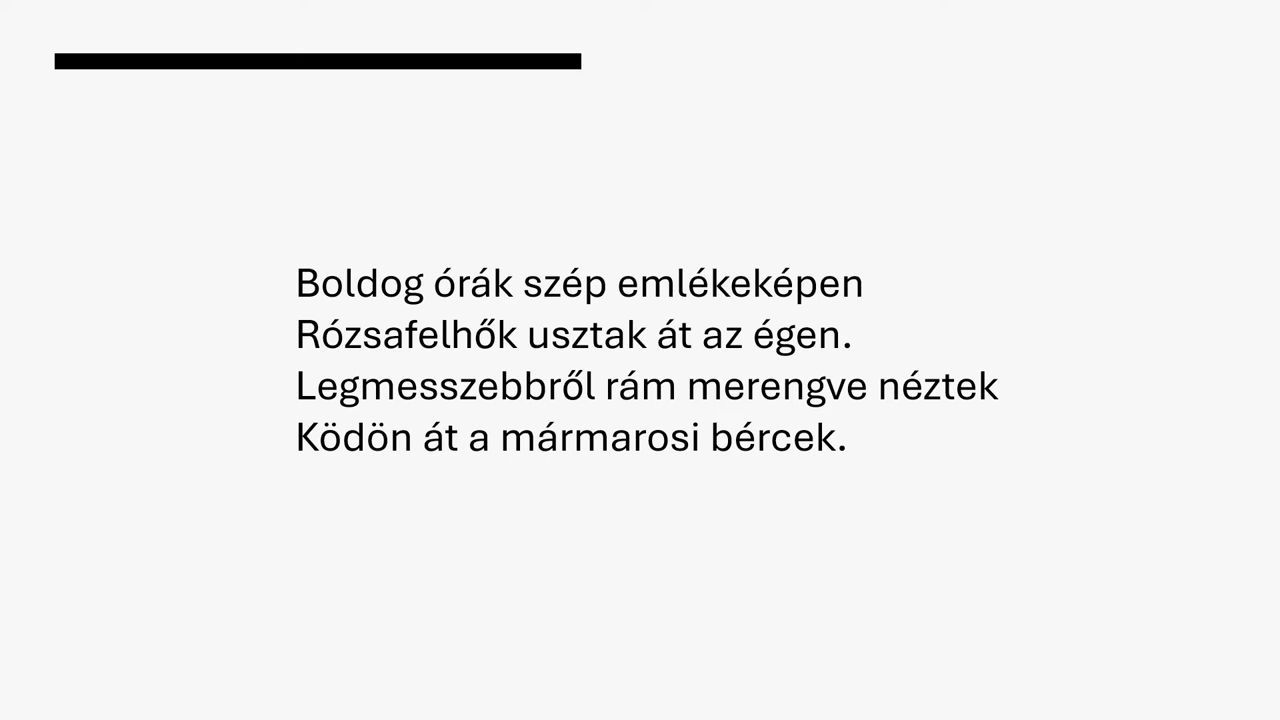 Boldog órák szép emlékeképen
Rózsafelhők usztak át az égen.
Legmesszebbről rám merengve néztek
Ködön át a mármarosi bércek.